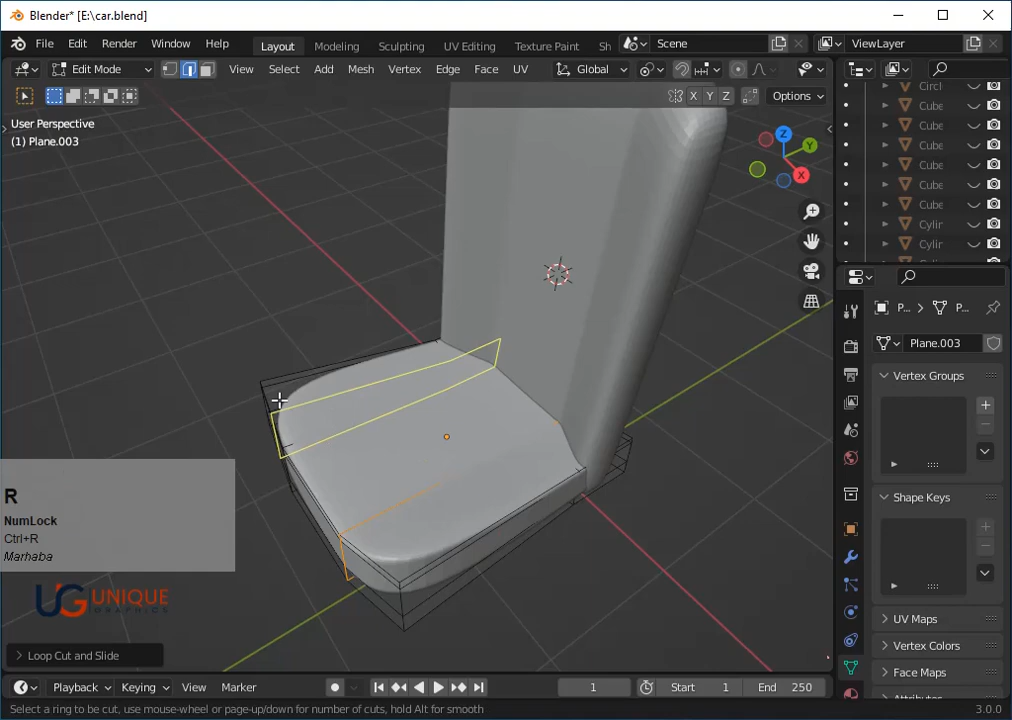 Blender* [E:\car.blend]
File Edit Render Window Help Layout Modeling Sculpting UV Editing Texture Paint Sh Scene ViewLayer
Edit Mode View Select Add Mesh Vertex Edge Face UV Global
X Y Z Options
User Perspective
(1) Plane.003
Z
Y
X
Circl
Cube
Cube
Cube
Cube
Cube
Cube
Cylin
Cylin
P... P...
Plane.003
Vertex Groups
Shape Keys
UV Maps
Vertex Colors
Face Maps
Attributes
R
NumLock
Ctrl+R
Marhaba
UG UNIQUE
GRAPHICS
Loop Cut and Slide
Playback Keying View Marker 1 Start 1 End 250
Select a ring to be cut, use mouse-wheel or page-up/down for number of cuts, hold Alt for smooth 3.0.0